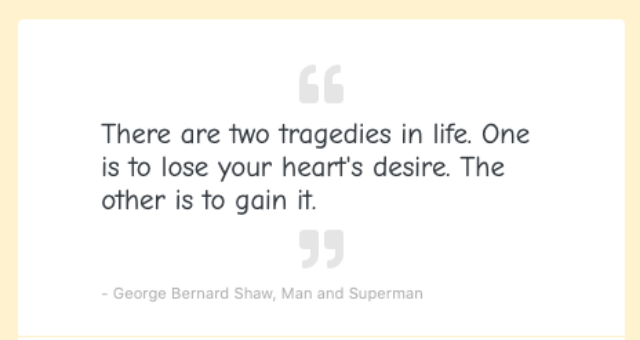 “
There are two tragedies in life. One
is to lose your heart's desire. The
other is to gain it.
”
- George Bernard Shaw, Man and Superman